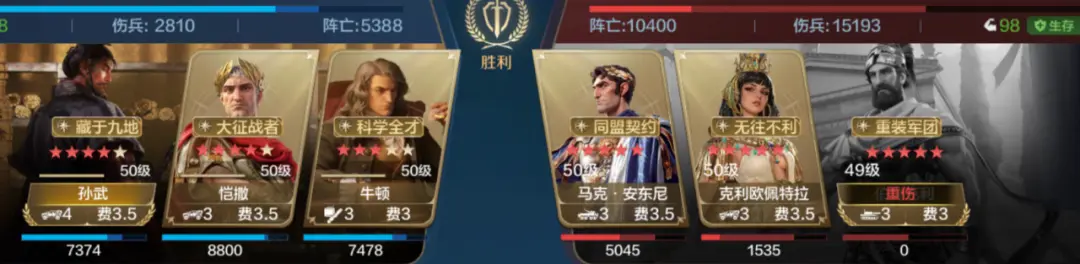 8 伤兵: 2810 阵亡:5388 胜利 阵亡:10400 伤兵:15193 98 生存
藏于九地 大征战者 科学全才 同盟契约 无往不利 重装军团
50级 50级 50级 50级 50级 49级
孙武 恺撒 牛顿 马克·安东尼 克利欧佩特拉 重伤
4 费3.5 3 费3.5 3 费3 3 费3.5 3 费3.5 3 费3
7374 8800 7478 5045 1535 0